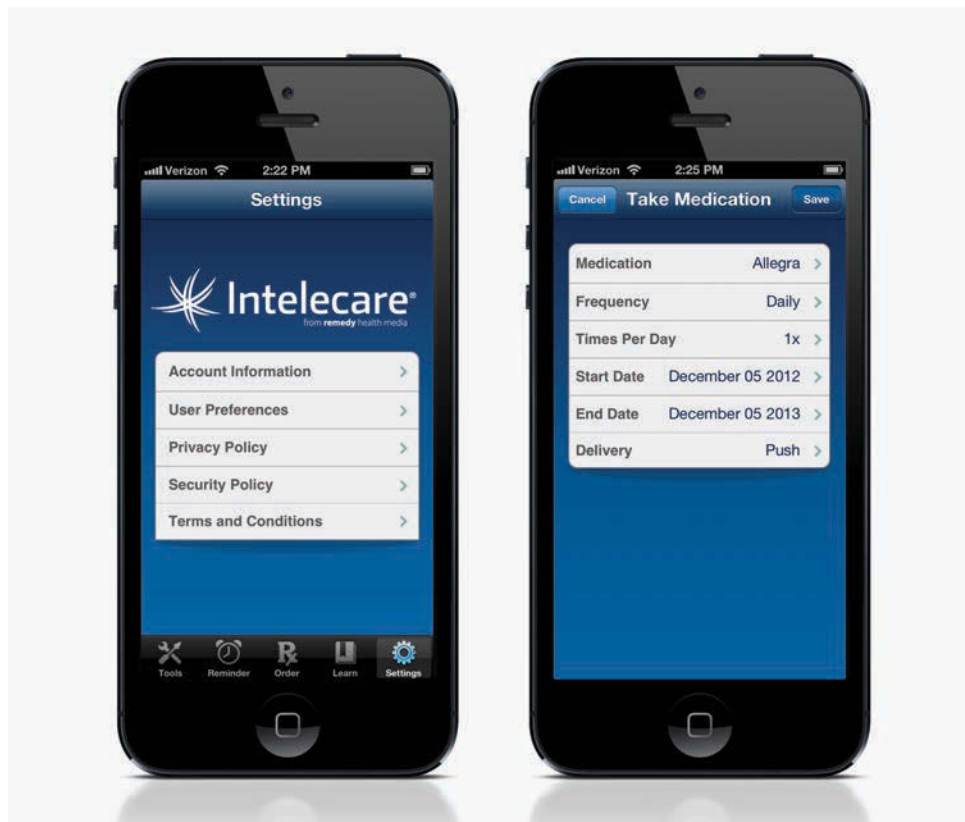 Verizon 2:22 PM
Settings
Intelecare®
from remedy health media
Account Information
User Preferences
Privacy Policy
Security Policy
Terms and Conditions
Tools Reminder Order Learn Settings
Verizon 2:25 PM
Cancel Take Medication Save
Medication Allegra
Frequency Daily
Times Per Day 1x
Start Date December 05 2012
End Date December 05 2013
Delivery Push